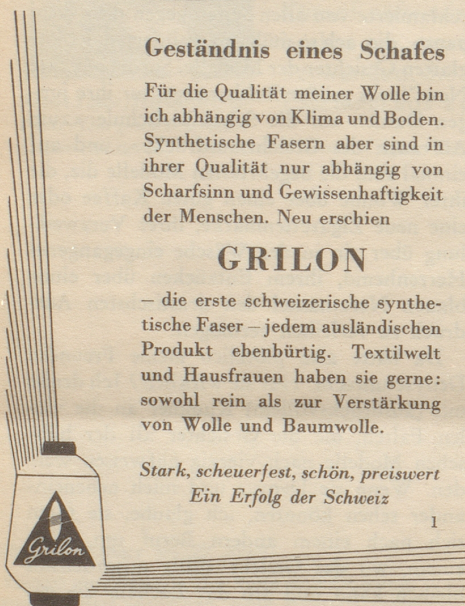 Geständnis eines Schafes
Für die Qualität meiner Wolle bin
ich abhängig von Klima und Boden.
Synthetische Fasern aber sind in
ihrer Qualität nur abhängig von
Scharfsinn und Gewissenhaftigkeit
der Menschen. Neu erschien
GRILON
– die erste schweizerische synthe-
tische Faser – jedem ausländischen
Produkt ebenbürtig. Textilwelt
und Hausfrauen haben sie gerne:
sowohl rein als zur Verstärkung
von Wolle und Baumwolle.
Stark, scheuerfest, schön, preiswert
Ein Erfolg der Schweiz
1
Grilon